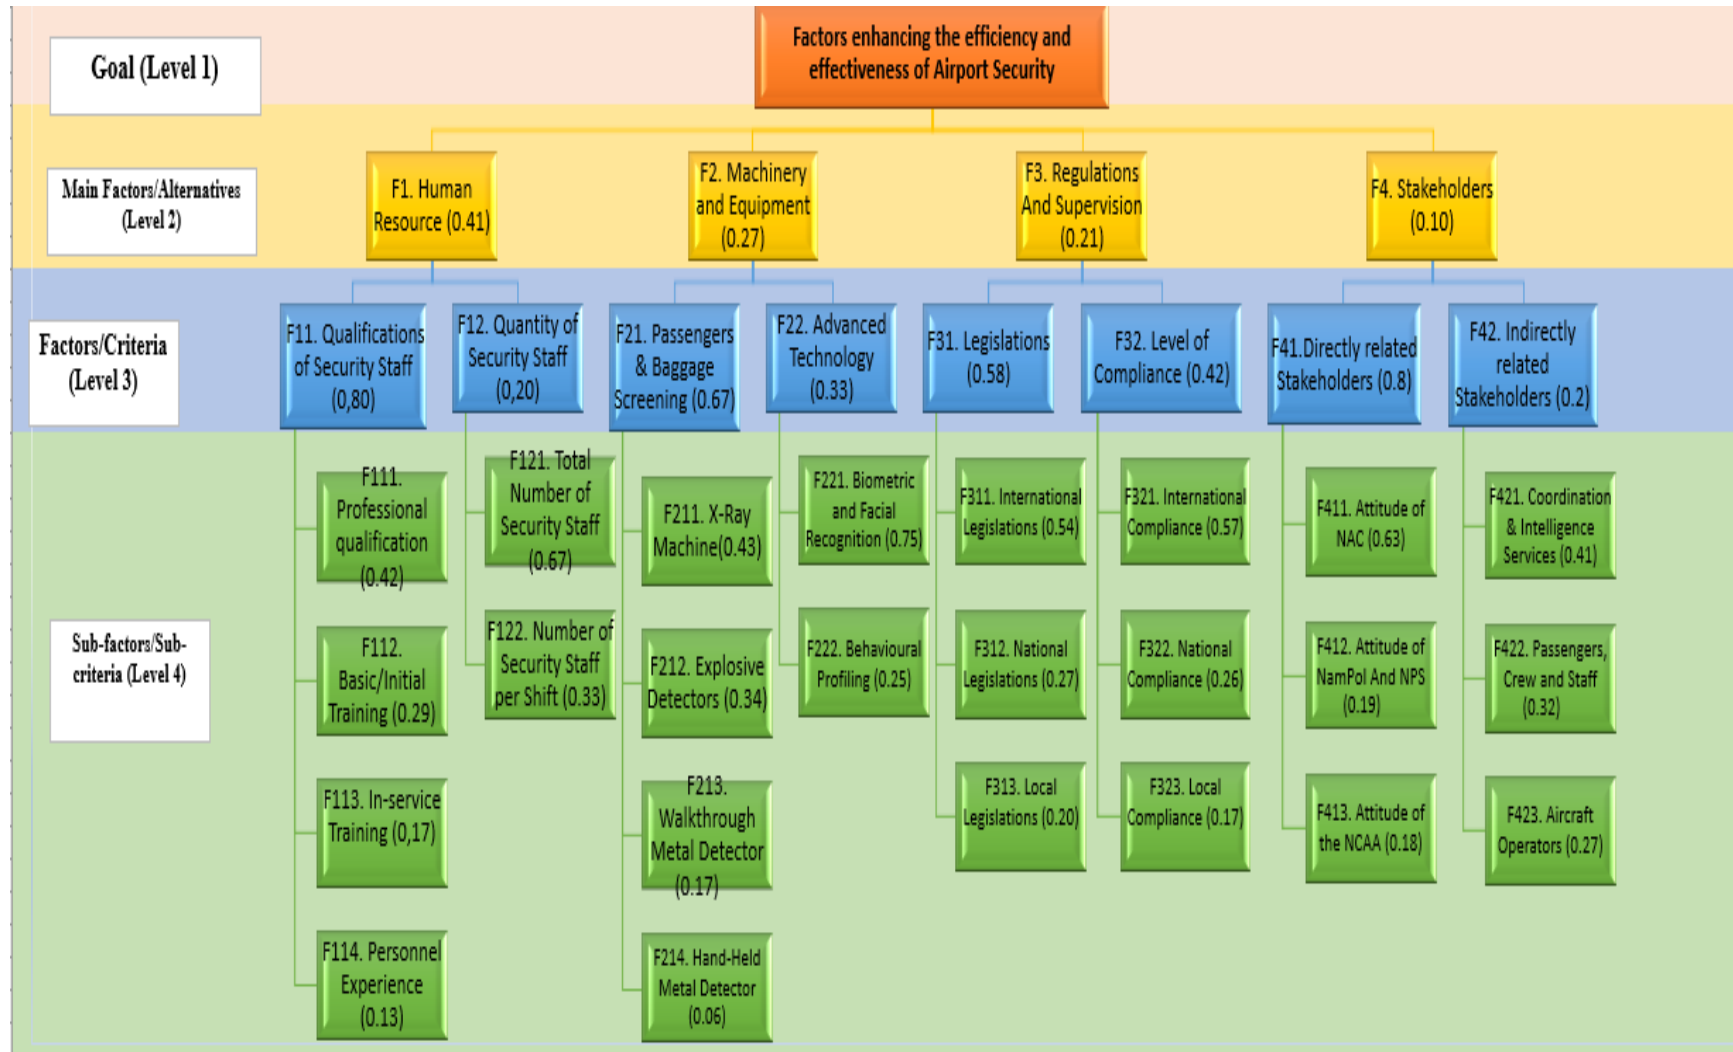 Factors enhancing the efficiency and
effectiveness of Airport Security
Goal (Level 1)
Main Factors/Alternatives
(Level 2)
F1. Human
Resource (0.41)
F2. Machinery
and Equipment
(0.27)
F3. Regulations
And Supervision
(0.21)
F4. Stakeholders
(0.10)
Factors/Criteria
(Level 3)
F11. Qualifications
of Security Staff
(0,80)
F12. Quantity of
Security Staff
(0,20)
F21. Passengers
& Baggage
Screening (0.67)
F22. Advanced
Technology
(0.33)
F31. Legislations
(0.58)
F32. Level of
Compliance (0.42)
F41.Directly related
Stakeholders (0.8)
F42. Indirectly
related
Stakeholders (0.2)
Sub-factors/Sub-
criteria (Level 4)
F111.
Professional
qualification
(0.42)
F112.
Basic/Initial
Training (0.29)
F113. In-service
Training (0,17)
F114. Personnel
Experience
(0.13)
F121. Total
Number of
Security Staff
(0.67)
F122. Number of
Security Staff
per Shift (0.33)
F211. X-Ray
Machine(0.43)
F212. Explosive
Detectors (0.34)
F213.
Walkthrough
Metal Detector
(0.17)
F214. Hand-Held
Metal Detector
(0.06)
F221. Biometric
and Facial
Recognition (0.75)
F222. Behavioural
Profiling (0.25)
F311. International
Legislations (0.54)
F312. National
Legislations (0.27)
F313. Local
Legislations (0.20)
F321. International
Compliance (0.57)
F322. National
Compliance (0.26)
F323. Local
Compliance (0.17)
F411. Attitude of
NAC (0.63)
F412. Attitude of
NamPol And NPS
(0.19)
F413. Attitude of
the NCAA (0.18)
F421. Coordination
& Intelligence
Services (0.41)
F422. Passengers,
Crew and Staff
(0.32)
F423. Aircraft
Operators (0.27)